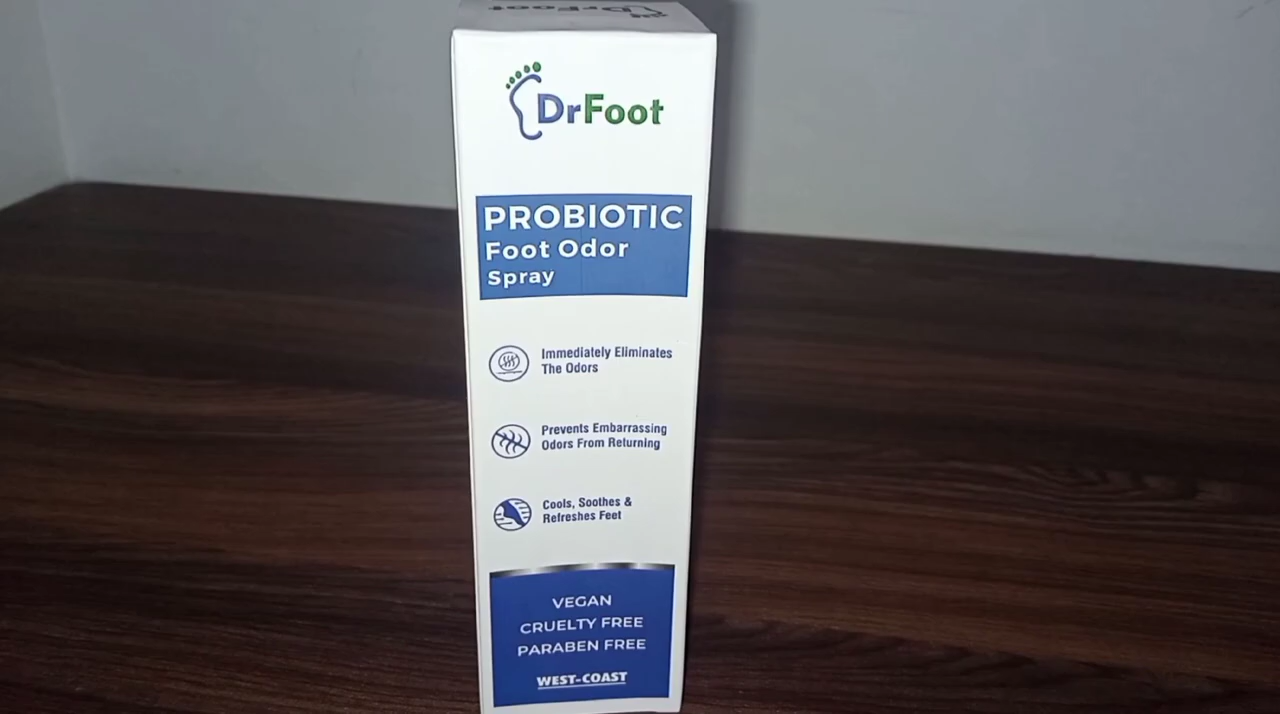 DrFoot
DrFoot
PROBIOTIC
Foot Odor
Spray
Immediately Eliminates
The Odors
Prevents Embarrassing
Odors From Returning
Cools, Soothes &
Refreshes Feet
VEGAN
CRUELTY FREE
PARABEN FREE
WEST-COAST